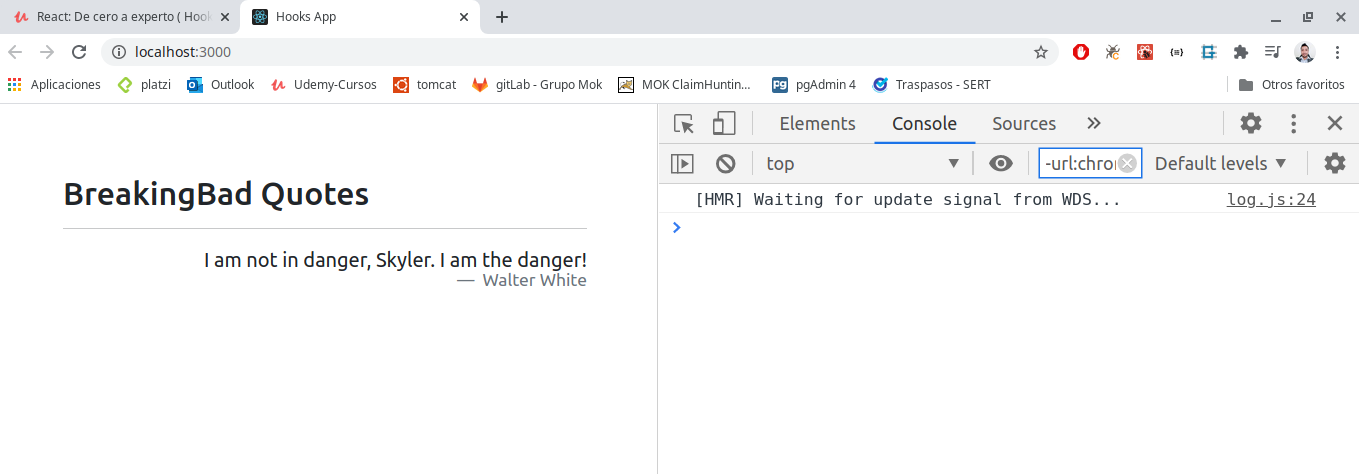 React: De cero a experto ( Hook
Hooks App
localhost:3000
Aplicaciones
platzi
Outlook
Udemy-Cursos
tomcat
gitLab - Grupo Mok
MOK ClaimHuntin...
pgAdmin 4
Traspasos - SERT
Otros favoritos
BreakingBad Quotes
I am not in danger, Skyler. I am the danger!
— Walter White
Elements
Console
Sources
top
-url:chro
Default levels
[HMR] Waiting for update signal from WDS...
log.js:24